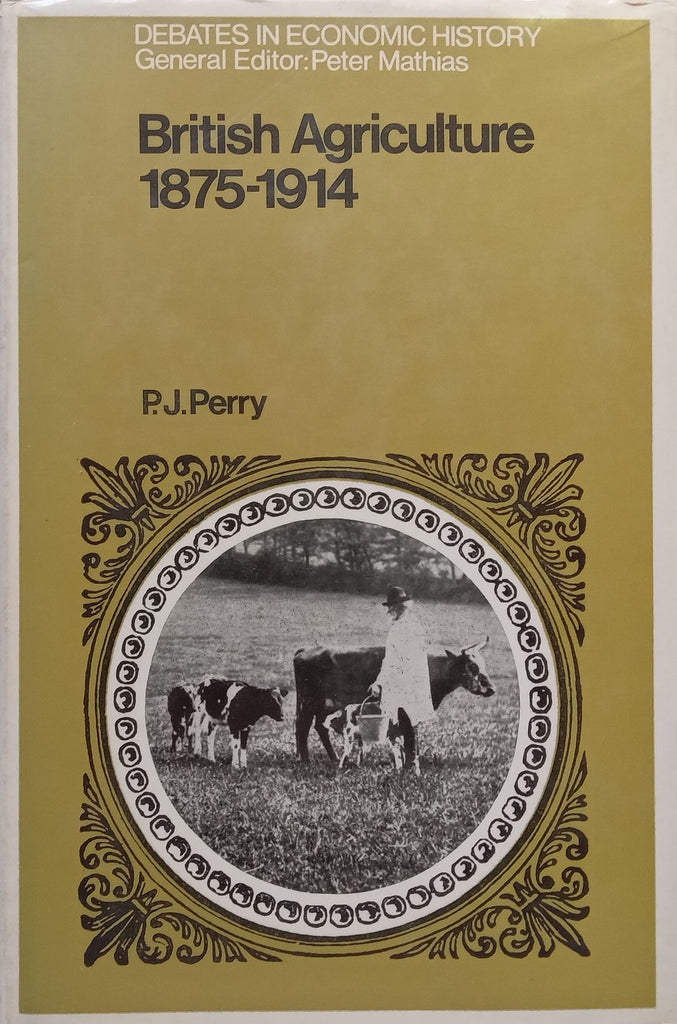 DEBATES IN ECONOMIC HISTORY
General Editor:Peter Mathias
British Agriculture
1875-1914
P.J.Perry